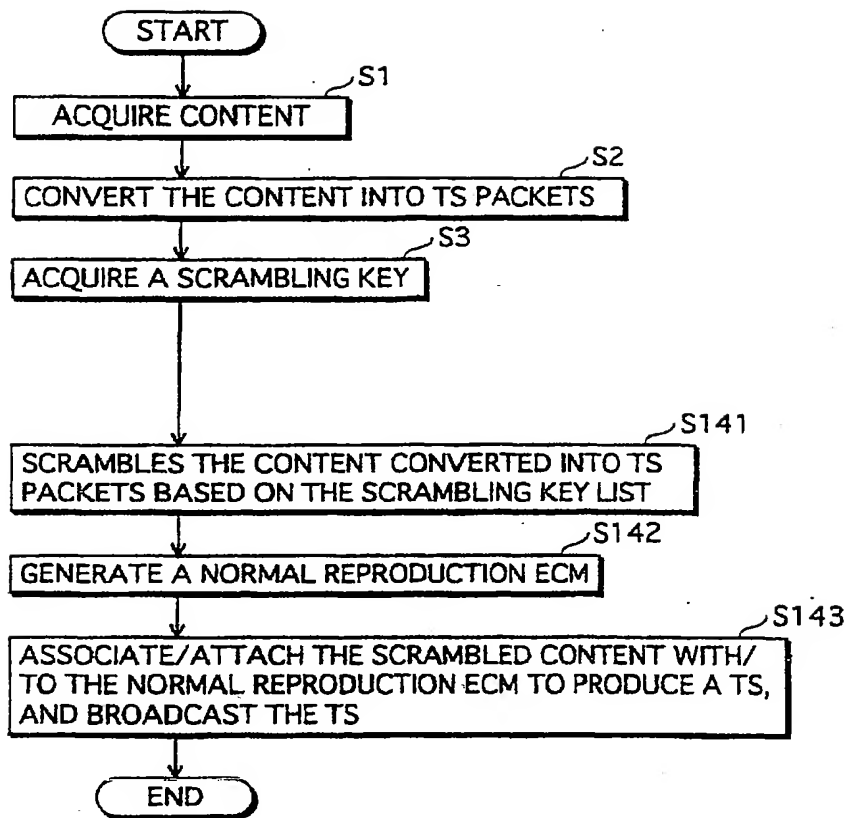 START
S1
ACQUIRE CONTENT
S2
CONVERT THE CONTENT INTO TS PACKETS
S3
ACQUIRE A SCRAMBLING KEY
S141
SCRAMBLES THE CONTENT CONVERTED INTO TS
PACKETS BASED ON THE SCRAMBLING KEY LIST
S142
GENERATE A NORMAL REPRODUCTION ECM
S143
ASSOCIATE/ATTACH THE SCRAMBLED CONTENT WITH/
TO THE NORMAL REPRODUCTION ECM TO PRODUCE A TS,
AND BROADCAST THE TS
END